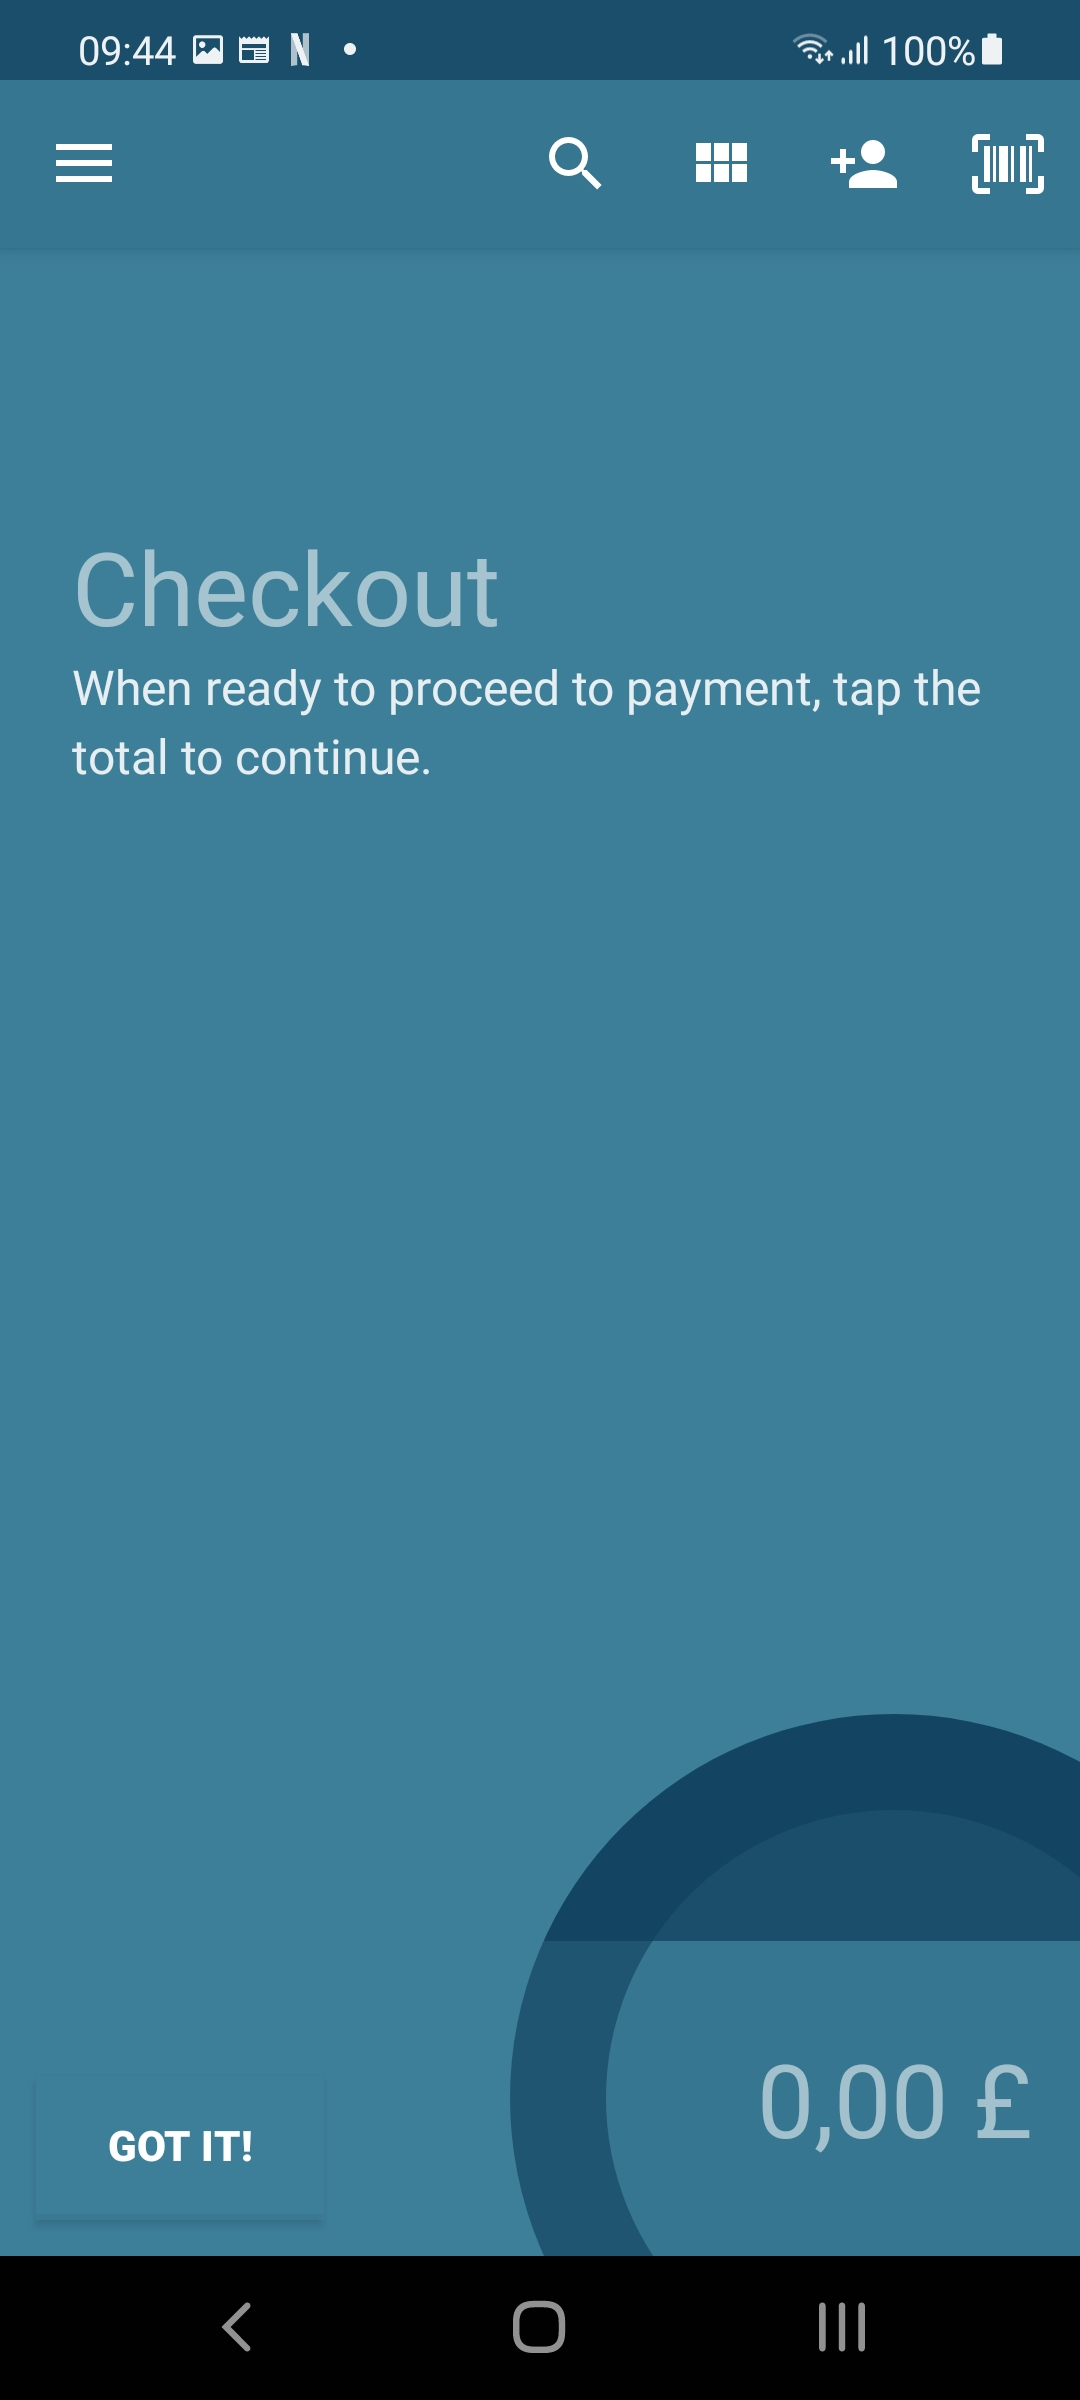 09:44 N 100%
Checkout
When ready to proceed to payment, tap the
total to continue.
0,00 £
GOT IT!